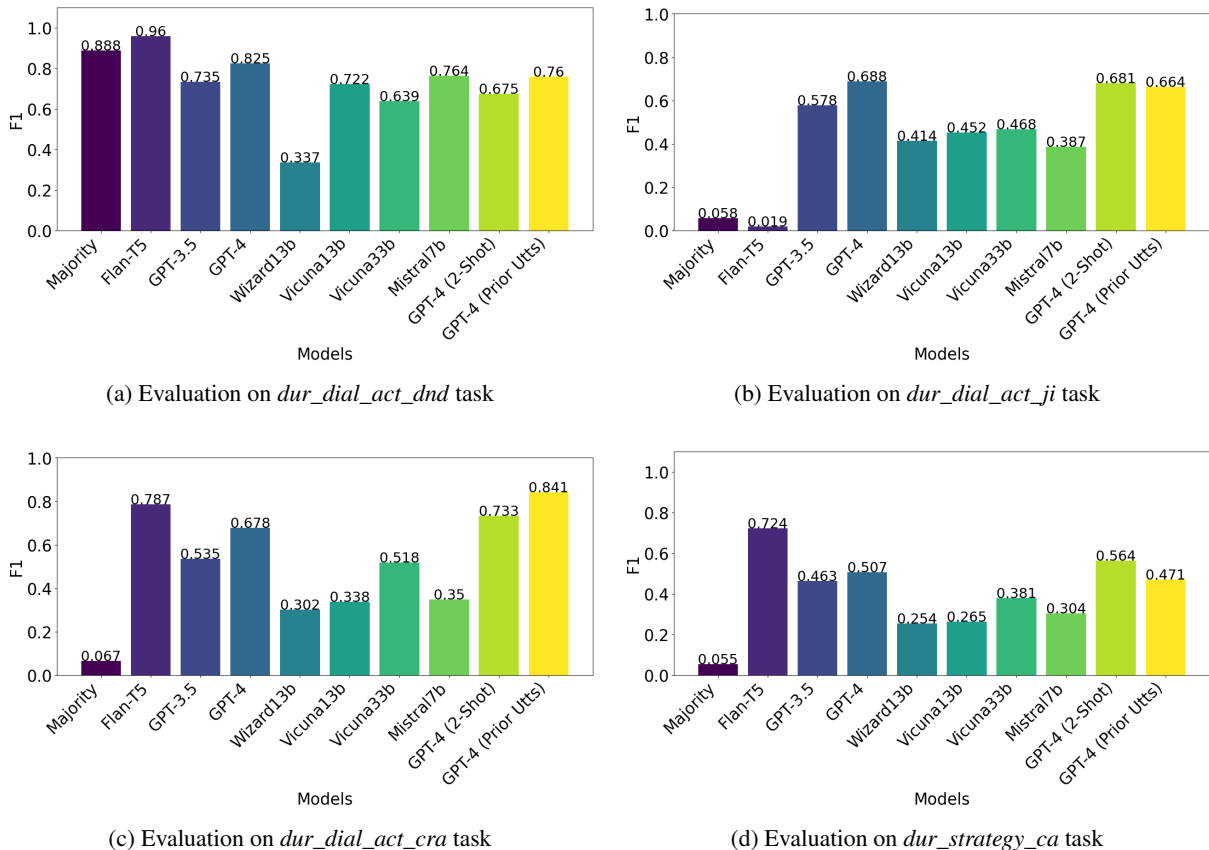 1.0
0.8
0.6
0.4
0.2
0.0
F1
0.888
0.96
0.735
0.825
0.337
0.722
0.639
0.764
0.675
0.76
Majority
Flan-T5
GPT-3.5
GPT-4
Wizard13b
Vicuna13b
Vicuna33b
Mistral7b
GPT-4 (2-Shot)
GPT-4 (Prior Utts)
Models
(a) Evaluation on dur_dial_act_dnd task
1.0
0.8
0.6
0.4
0.2
0.0
F1
0.058
0.019
0.578
0.688
0.414
0.452
0.468
0.387
0.681
0.664
Majority
Flan-T5
GPT-3.5
GPT-4
Wizard13b
Vicuna13b
Vicuna33b
Mistral7b
GPT-4 (2-Shot)
GPT-4 (Prior Utts)
Models
(b) Evaluation on dur_dial_act_ji task
1.0
0.8
0.6
0.4
0.2
0.0
F1
0.067
0.787
0.535
0.678
0.302
0.338
0.518
0.35
0.733
0.841
Majority
Flan-T5
GPT-3.5
GPT-4
Wizard13b
Vicuna13b
Vicuna33b
Mistral7b
GPT-4 (2-Shot)
GPT-4 (Prior Utts)
Models
(c) Evaluation on dur_dial_act_cra task
1.0
0.8
0.6
0.4
0.2
0.0
F1
0.055
0.724
0.463
0.507
0.254
0.265
0.381
0.304
0.564
0.471
Majority
Flan-T5
GPT-3.5
GPT-4
Wizard13b
Vicuna13b
Vicuna33b
Mistral7b
GPT-4 (2-Shot)
GPT-4 (Prior Utts)
Models
(d) Evaluation on dur_strategy_ca task